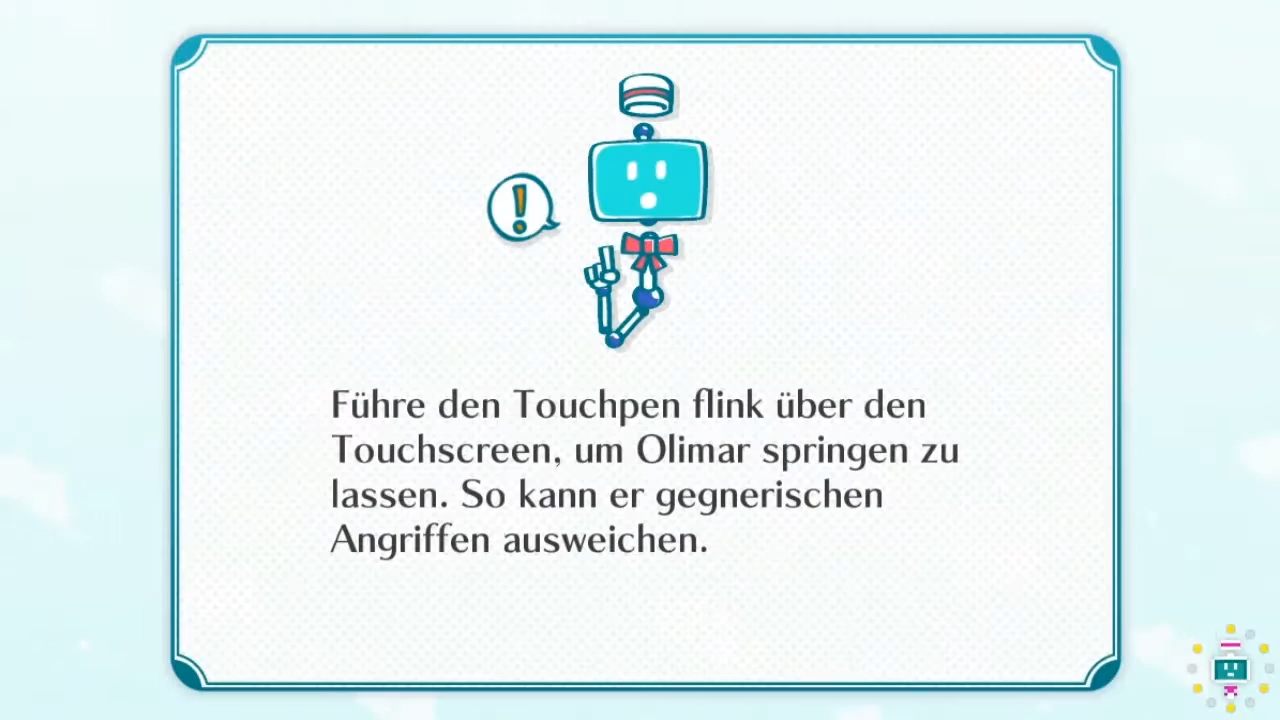 !
Führe den Touchpen flink über den
Touchscreen, um Olimar springen zu
lassen. So kann er gegnerischen
Angriffen ausweichen.